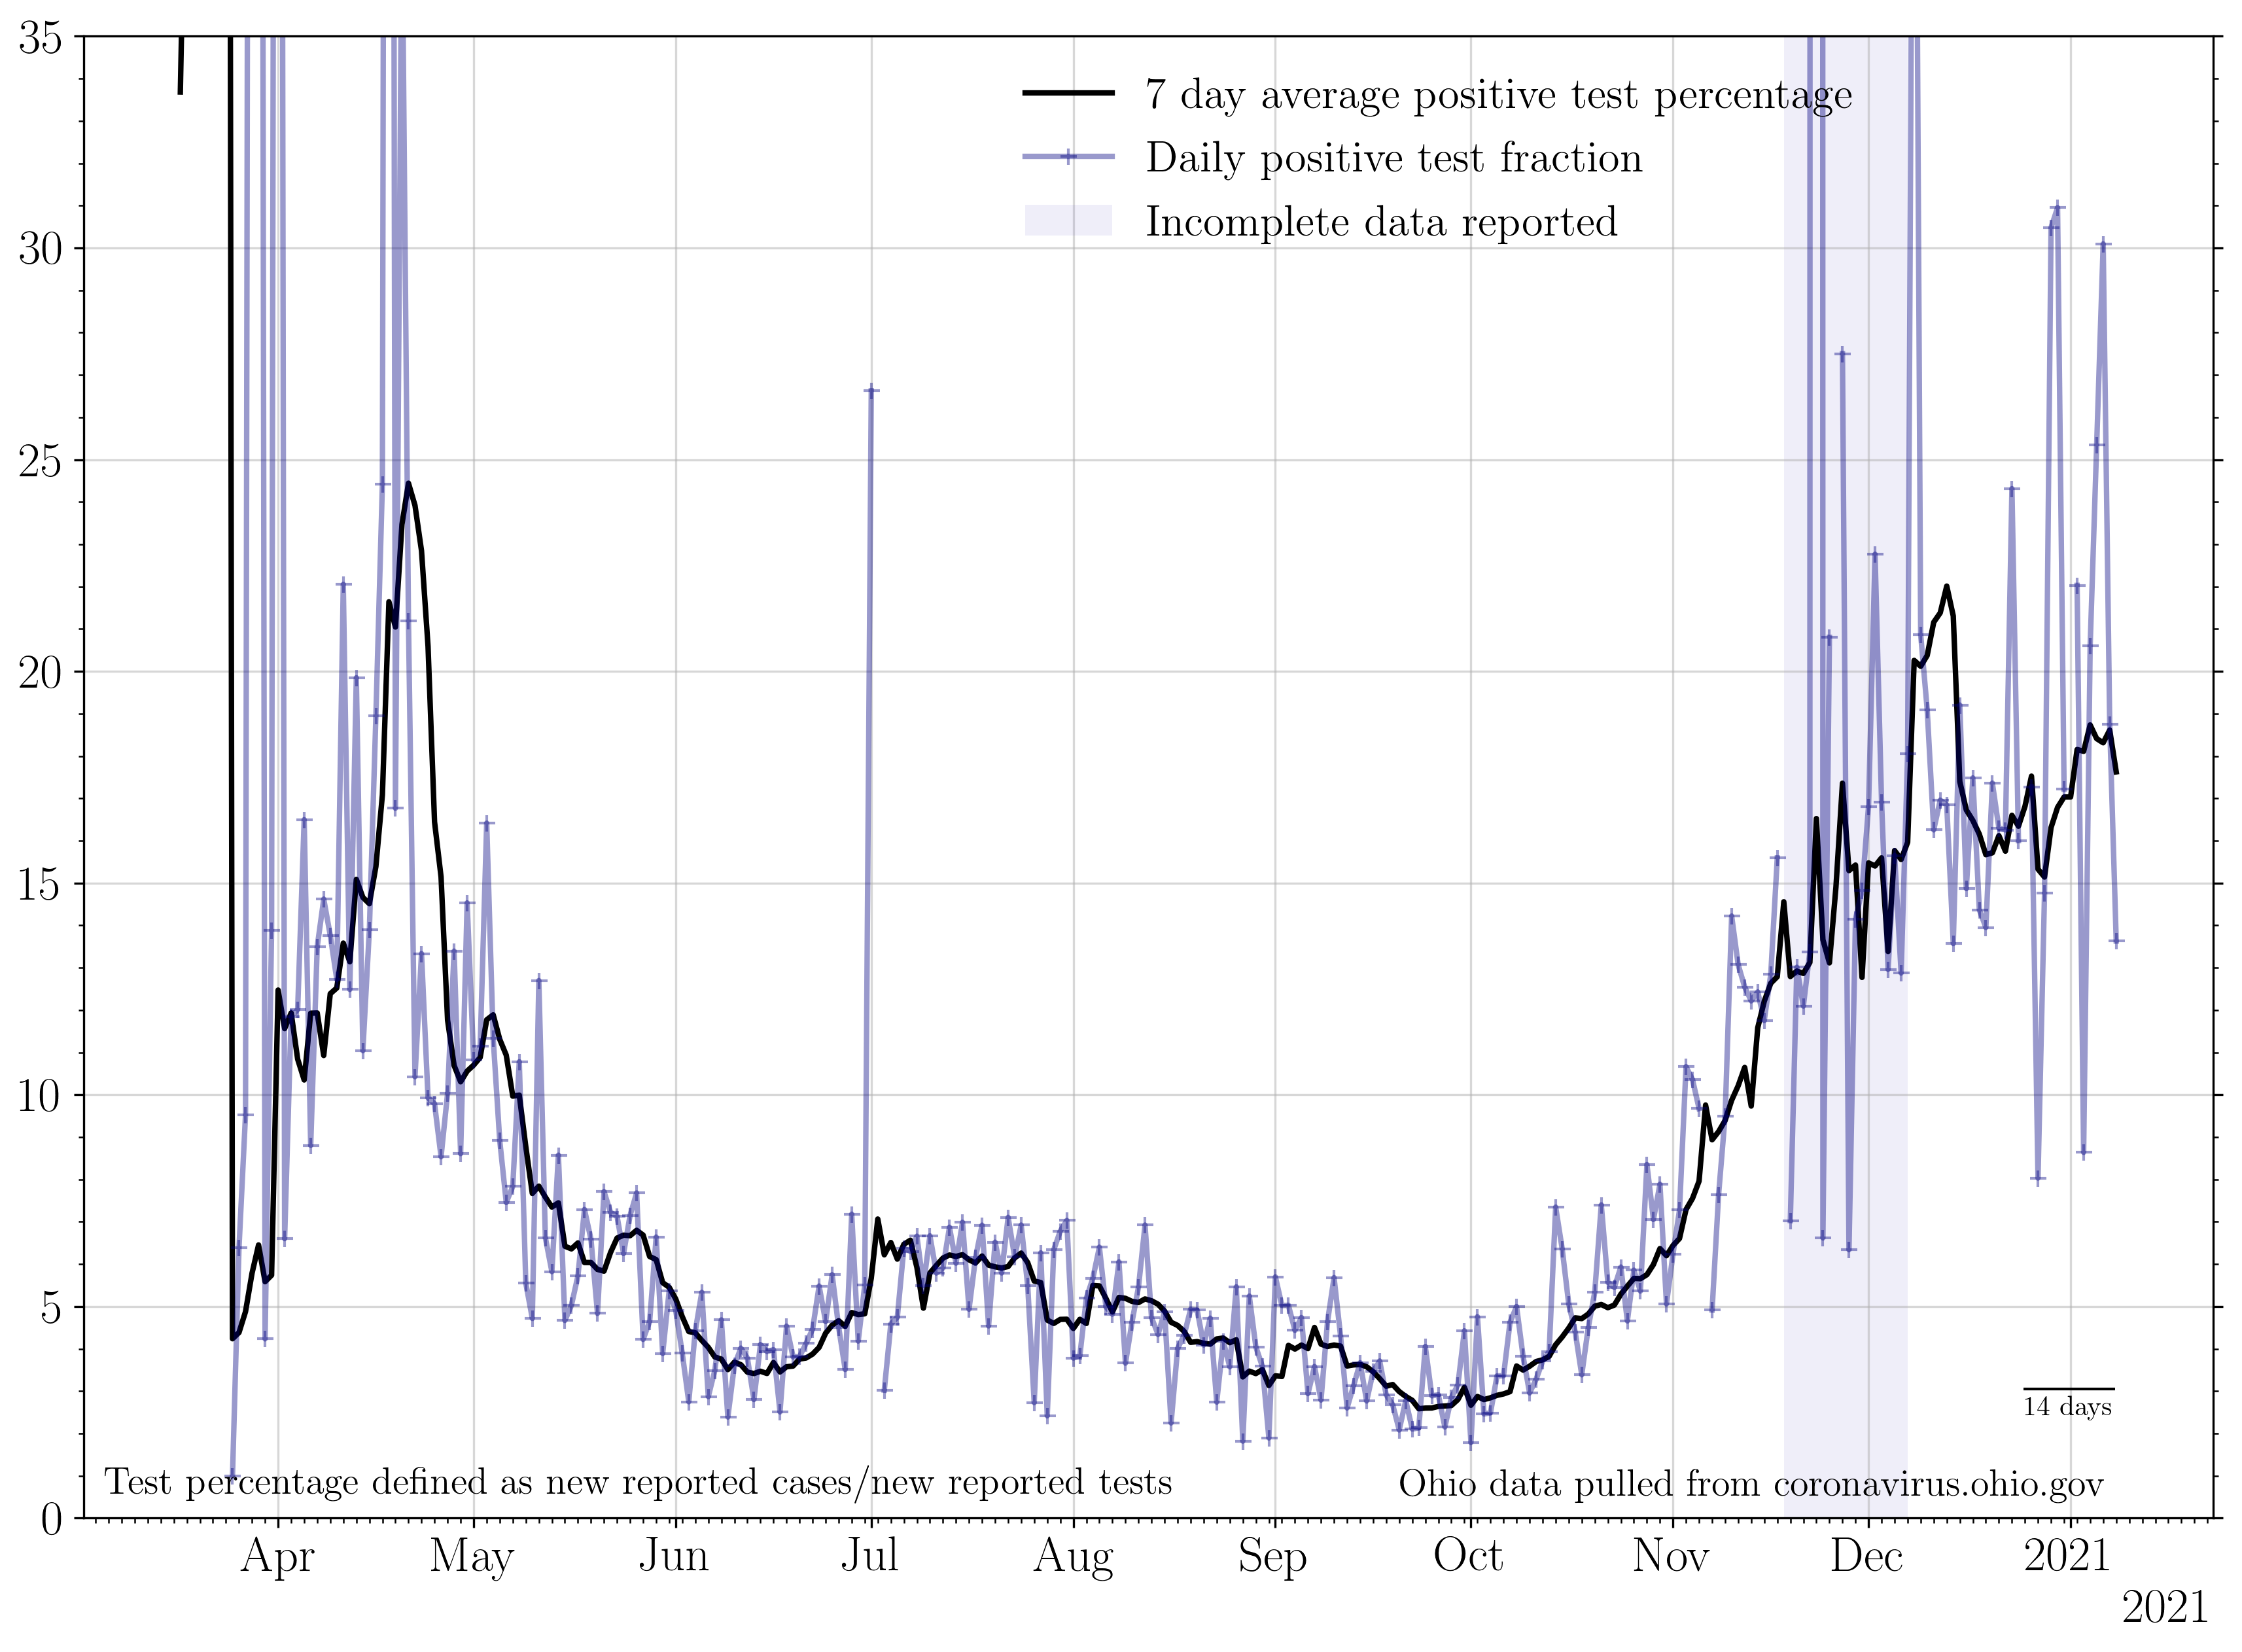 35
30
25
20
15
10
5
0
7 day average positive test percentage
Daily positive test fraction
Incomplete data reported
14 days
Test percentage defined as new reported cases/new reported tests
Ohio data pulled from coronavirus.ohio.gov
Apr May Jun Jul Aug Sep Oct Nov Dec 2021
2021